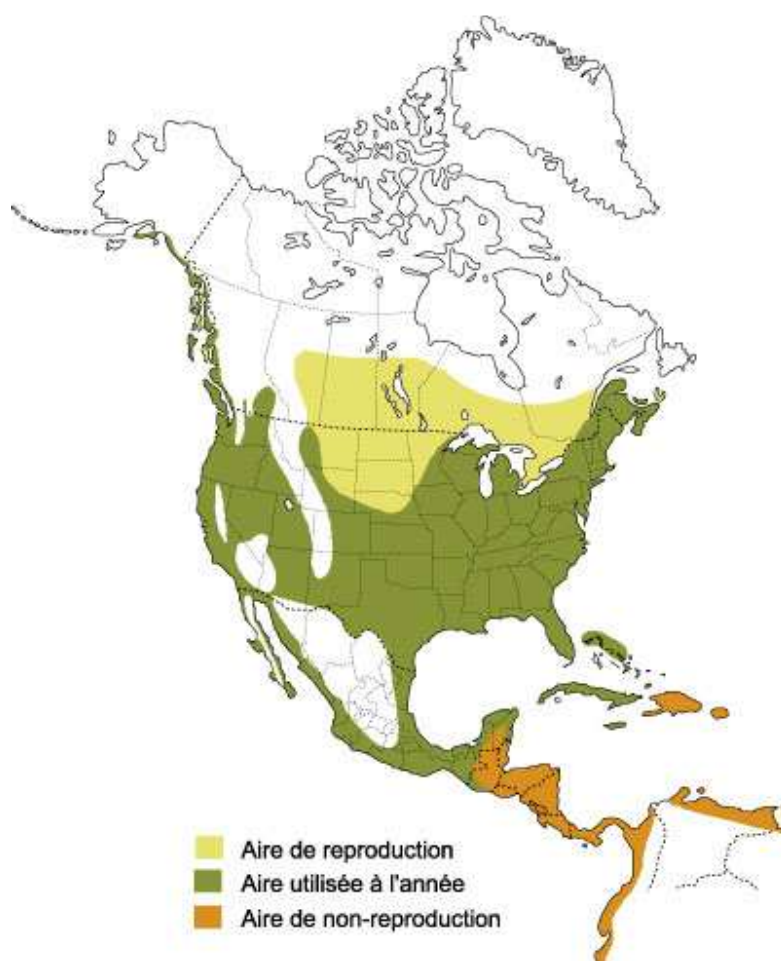 Aire de reproduction
Aire utilisée à l'année
Aire de non-reproduction